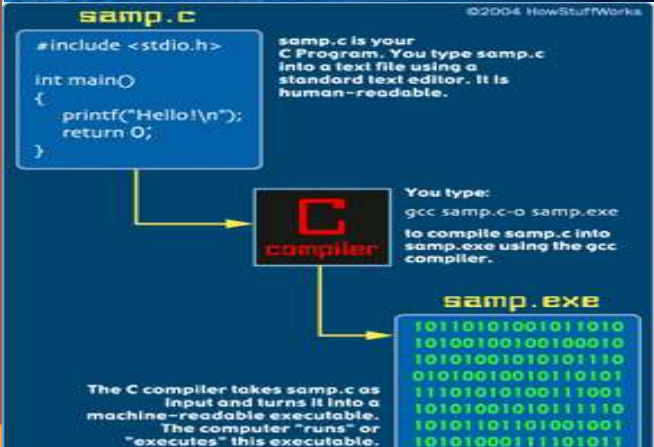 samp.c
©2004 HowStuffWorks
#include <stdio.h>
int main()
{
printf("Hello!\n");
return 0;
}
samp.c is your
C Program. You type samp.c
into a text file using a
standard text editor. It is
human-readable.
C
compiler
You type:
gcc samp.c-o samp.exe
to compile samp.c into
samp.exe using the gcc
compiler.
samp.exe
10110101001011010
10100100100100010
10101001010101110
01010010010110101
11101010100111001
10101001010111110
10101101101001001
10101000111101011
The C compiler takes samp.c as
input and turns it into a
machine-readable executable.
The computer "runs" or
"executes" this executable.